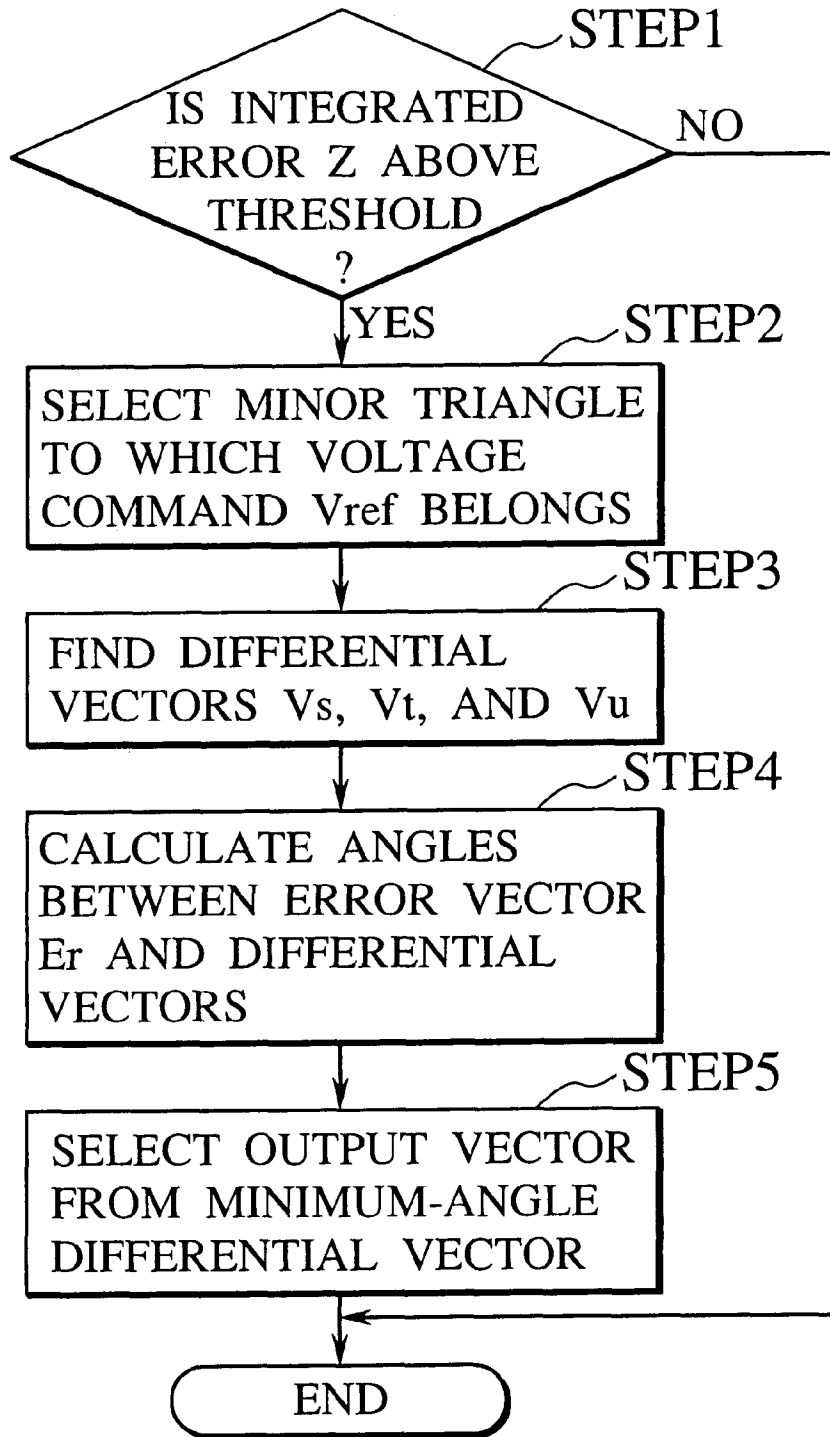 STEP1
IS INTEGRATED
ERROR Z ABOVE
THRESHOLD
?
NO
YES
STEP2
SELECT MINOR TRIANGLE
TO WHICH VOLTAGE
COMMAND Vref BELONGS
STEP3
FIND DIFFERENTIAL
VECTORS Vs, Vt, AND Vu
STEP4
CALCULATE ANGLES
BETWEEN ERROR VECTOR
Er AND DIFFERENTIAL
VECTORS
STEP5
SELECT OUTPUT VECTOR
FROM MINIMUM-ANGLE
DIFFERENTIAL VECTOR
END